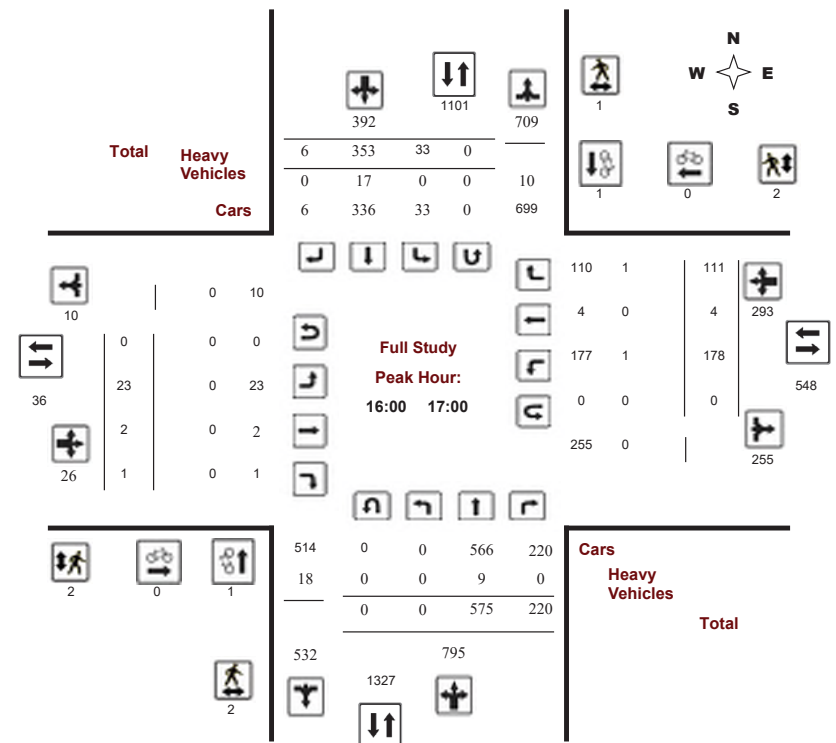 N
W E
S
1101
1
392 709
Total Heavy
Vehicles
6 353 33 0
0 17 0 0 10
Cars 6 336 33 0 699
1 0 2
110 1 111
0 10
10
4 0 4 293
0 0 0
Full Study
177 1 178
Peak Hour:
36 23 0 23 548
16:00 17:00
0 0 0
2 0 2
255 0
26 1 0 1 255
514 0 0 566 220 Cars
18 0 0 9 0 Heavy
Vehicles
2 0 1
0 0 575 220 Total
532 795
1327
2